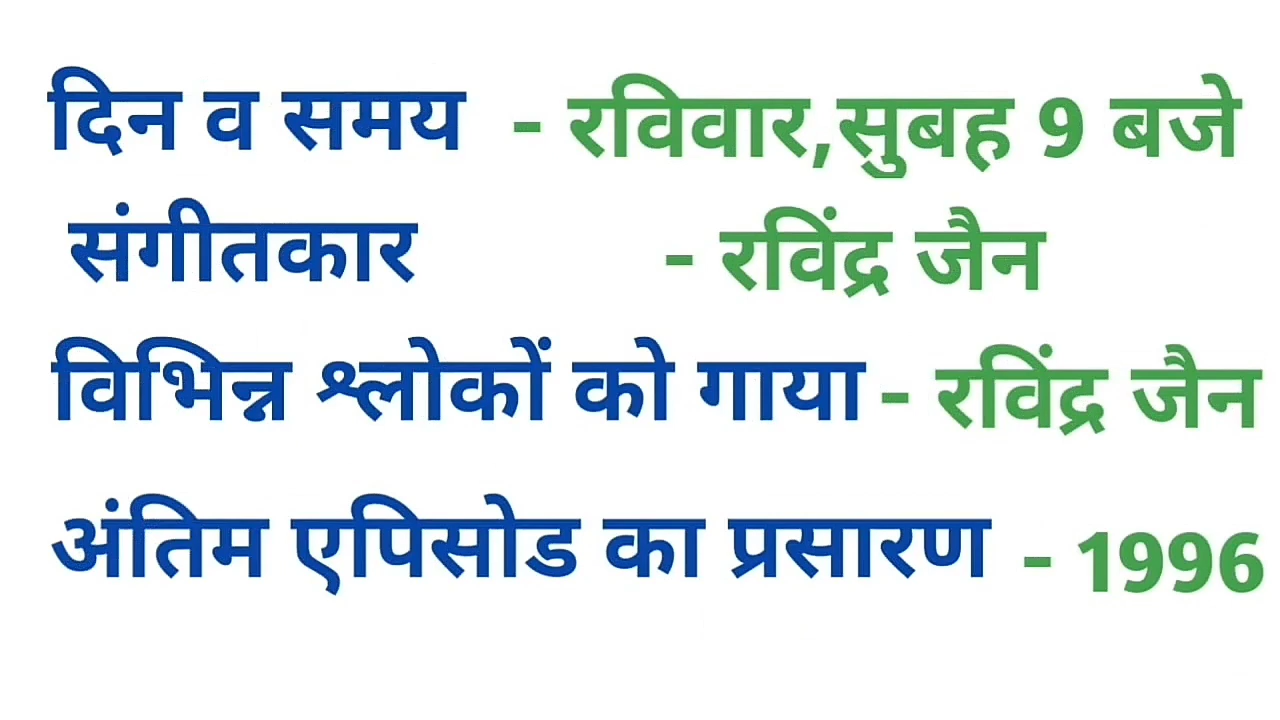 दिन व समय - रविवार,सुबह 9 बजे
संगीतकार - रविंद्र जैन
विभिन्न श्लोकों को गाया - रविंद्र जैन
अंतिम एपिसोड का प्रसारण - 1996